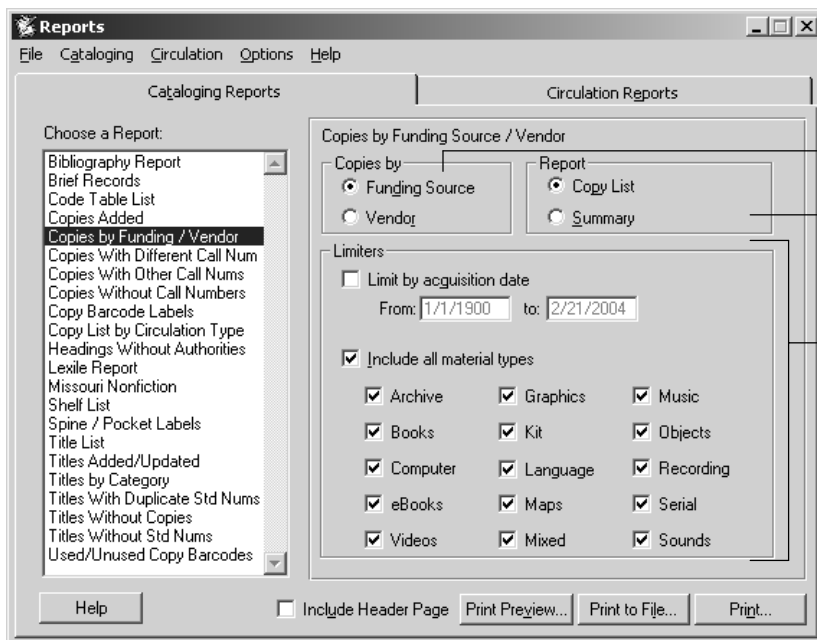 Reports
File Cataloging Circulation Options Help
Cataloging Reports
Circulation Reports
Choose a Report:
Bibliography Report
Brief Records
Code Table List
Copies Added
Copies by Funding / Vendor
Copies With Different Call Num
Copies With Other Call Nums
Copies Without Call Numbers
Copy Barcode Labels
Copy List by Circulation Type
Headings Without Authorities
Lexile Report
Missouri Nonfiction
Shelf List
Spine / Pocket Labels
Title List
Titles Added/Updated
Titles by Category
Titles With Duplicate Std Nums
Titles Without Copies
Titles Without Std Nums
Used/Unused Copy Barcodes
Copies by Funding Source / Vendor
Copies by
Funding Source
Vendor
Report
Copy List
Summary
Limiters
Limit by acquisition date
From: 1/1/1900 to: 2/21/2004
Include all material types
Archive Graphics Music
Books Kit Objects
Computer Language Recording
eBooks Maps Serial
Videos Mixed Sounds
Help Include Header Page Print Preview... Print to File... Print...